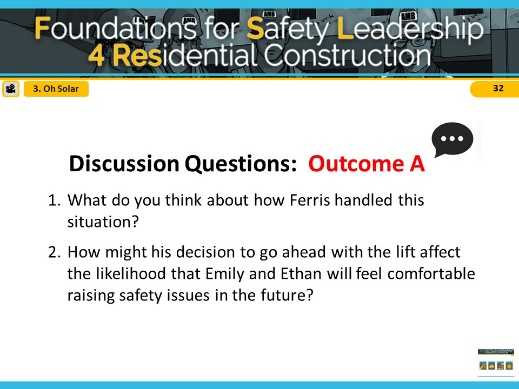 Foundations for Safety Leadership
4 Residential Construction
3. Oh Solar
32
Discussion Questions: Outcome A
1. What do you think about how Ferris handled this
situation?
2. How might his decision to go ahead with the lift affect
the likelihood that Emily and Ethan will feel comfortable
raising safety issues in the future?